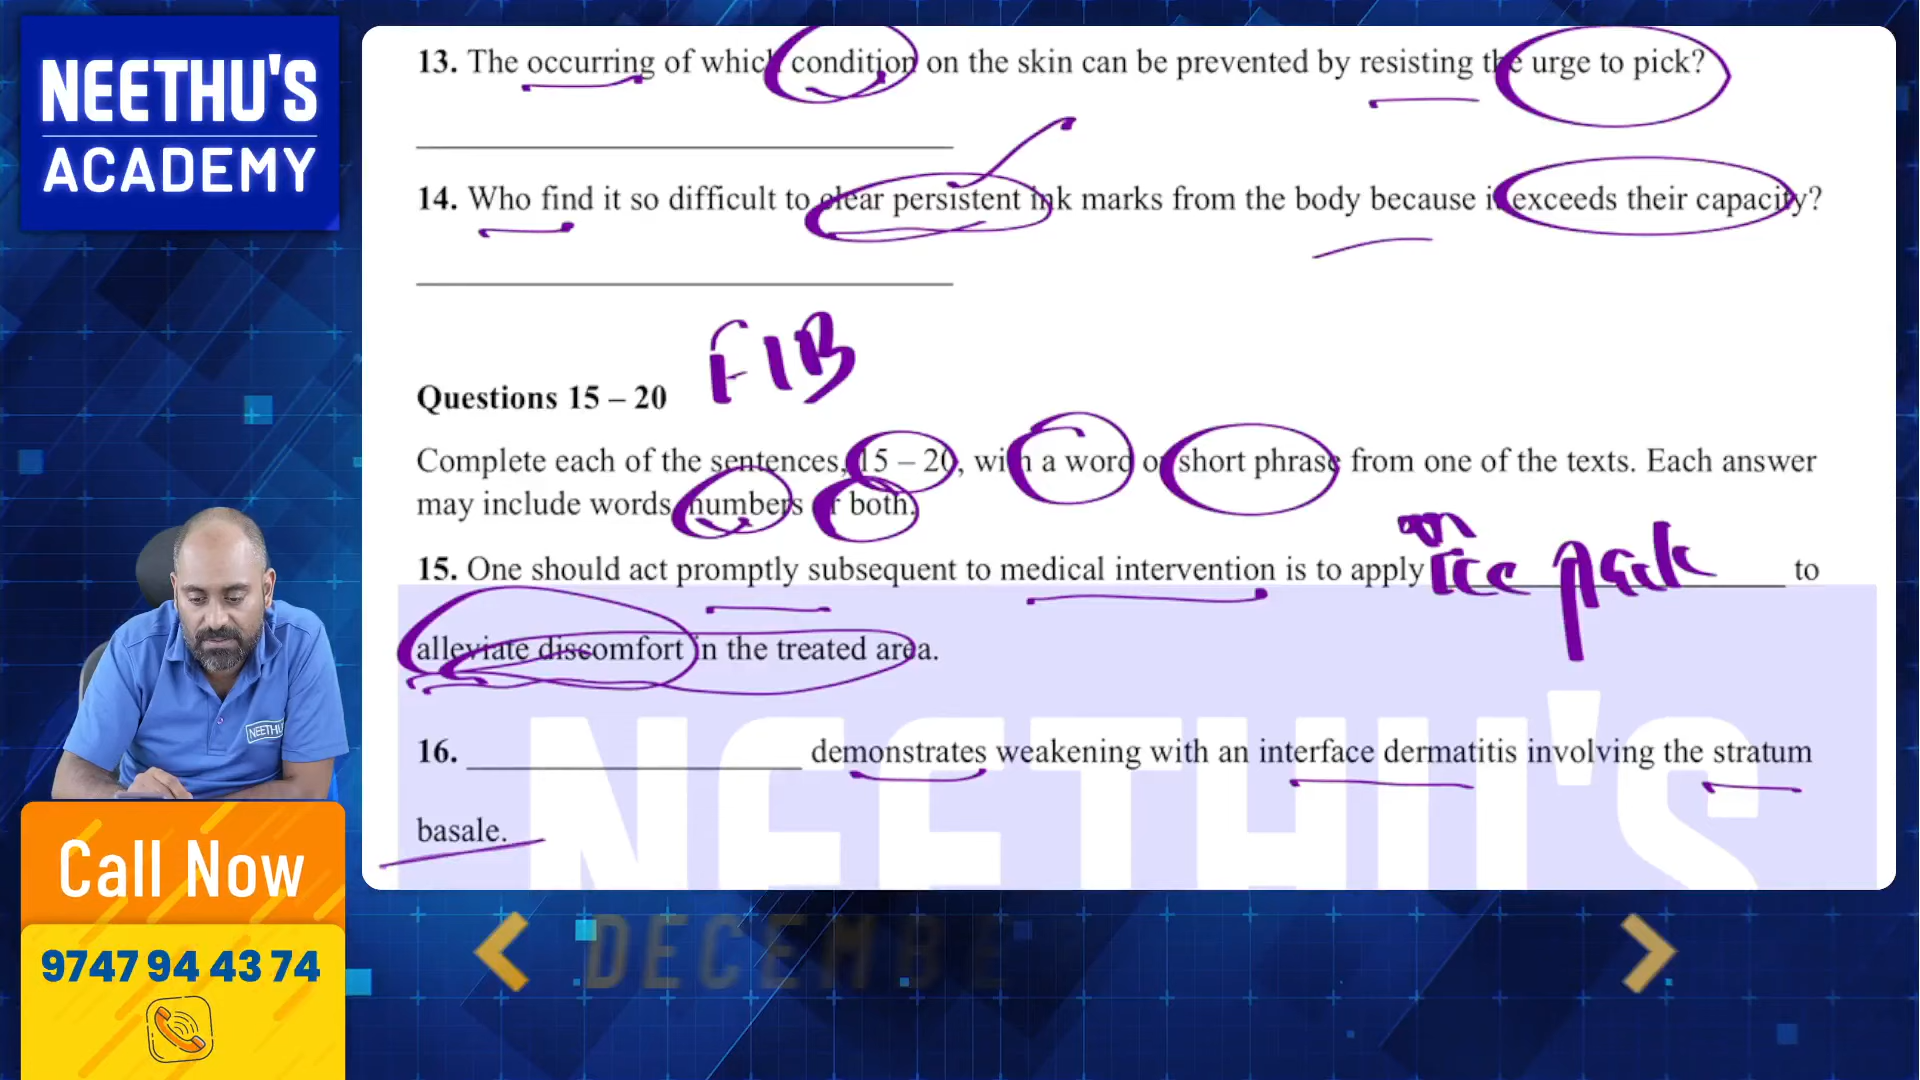 NEETHU'S
ACADEMY
13. The occurring of which condition on the skin can be prevented by resisting the urge to pick?
14. Who find it so difficult to clear persistent ink marks from the body because it exceeds their capacity?
FIB
Questions 15 – 20
Complete each of the sentences, 15 – 20, with a word or short phrase from one of the texts. Each answer
may include words, numbers or both.
an
15. One should act promptly subsequent to medical intervention is to apply Ice pack to
alleviate discomfort in the treated area.
16. demonstrates weakening with an interface dermatitis involving the stratum
basale.
NEETHU'S
NEETHU
Call Now
9747 94 43 74
DECEMBE